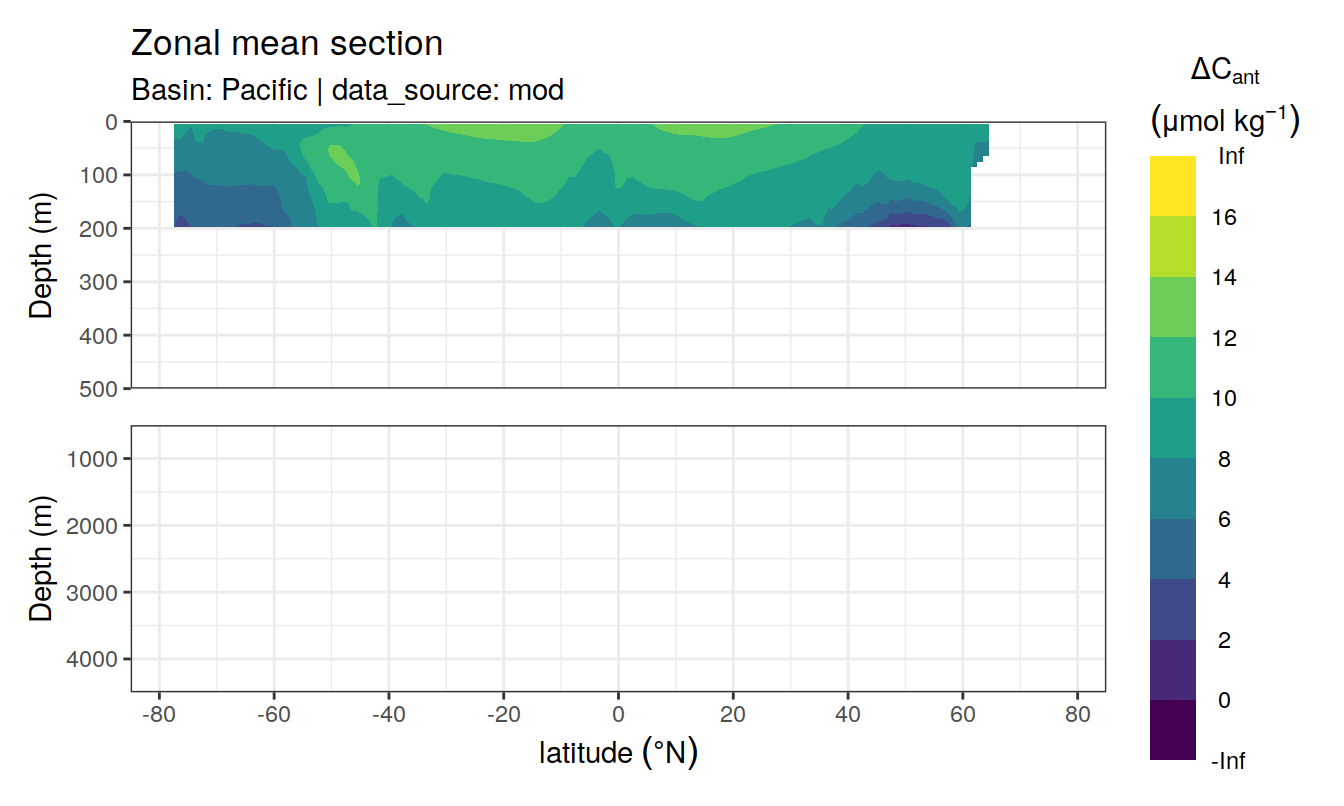 Zonal mean section
Basin: Pacific | data_source: mod
ΔCant
(μmol kg⁻¹)
Depth (m)
0
100
200
300
400
500
Depth (m)
1000
2000
3000
4000
-80 -60 -40 -20 0 20 40 60 80
latitude (°N)
Inf
16
14
12
10
8
6
4
2
0
-Inf